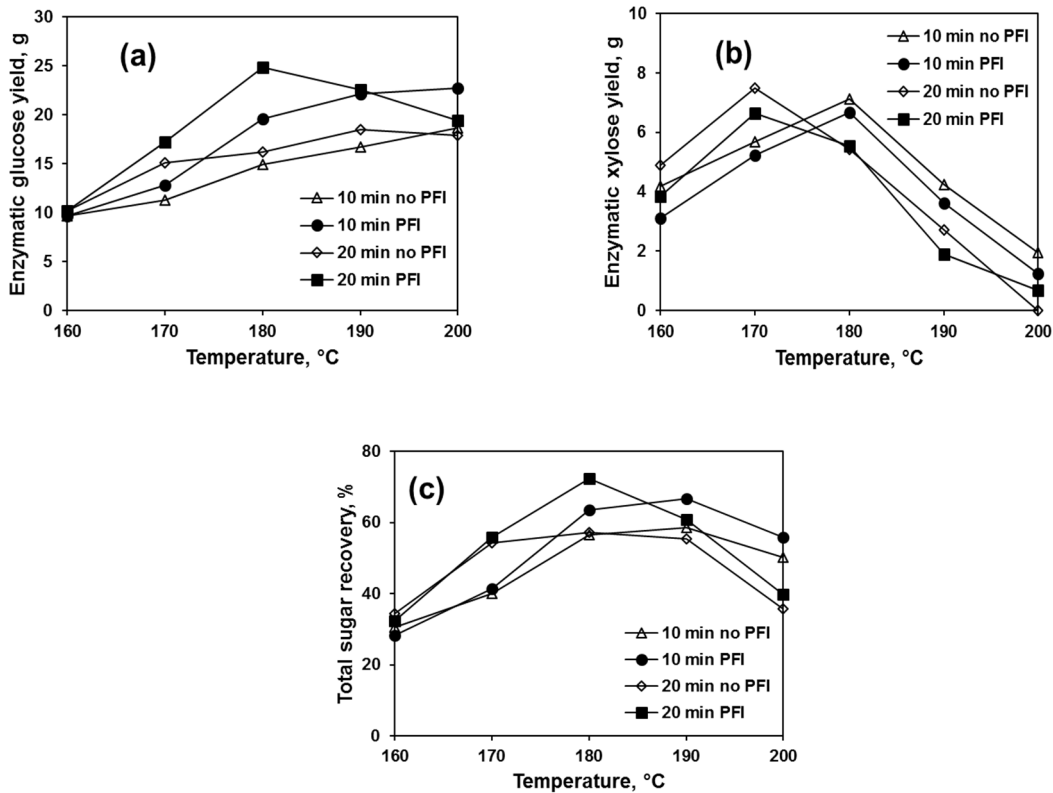 (a)
Enzymatic glucose yield, g
30
25
20
15
10
5
0
10 min no PFI
10 min PFI
20 min no PFI
20 min PFI
160 170 180 190 200
Temperature, °C
(b)
Enzymatic xylose yield, g
10
8
6
4
2
0
10 min no PFI
10 min PFI
20 min no PFI
20 min PFI
160 170 180 190 200
Temperature, °C
(c)
Total sugar recovery, %
80
60
40
20
0
10 min no PFI
10 min PFI
20 min no PFI
20 min PFI
160 170 180 190 200
Temperature, °C